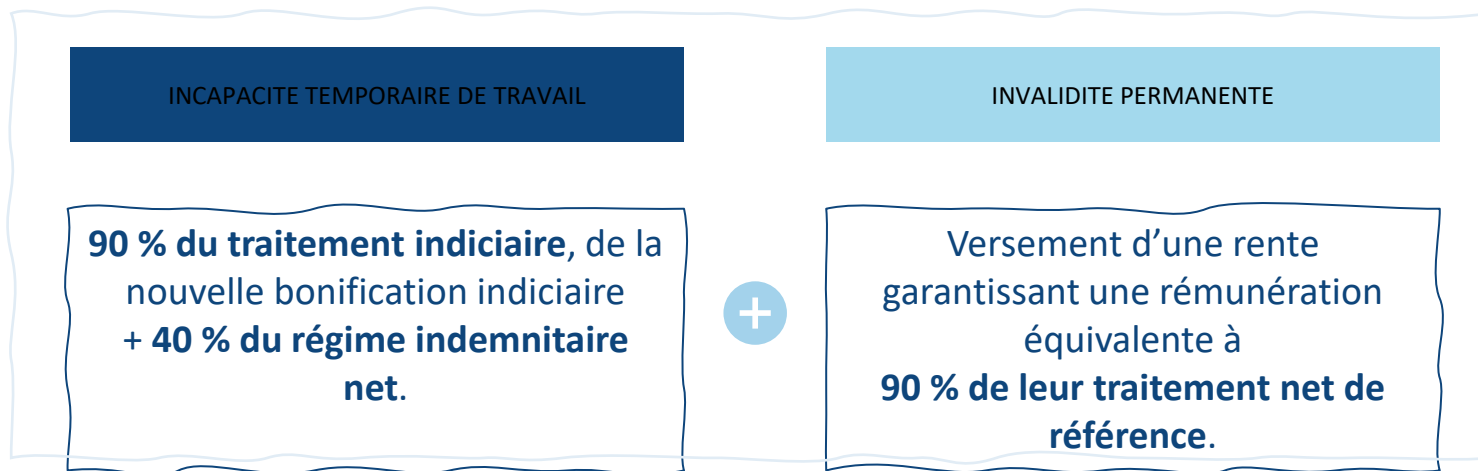 INCAPACITE TEMPORAIRE DE TRAVAIL
90 % du traitement indiciaire, de la
nouvelle bonification indiciaire
+ 40 % du régime indemnitaire
net.
INVALIDITE PERMANENTE
Versement d’une rente
garantissant une rémunération
équivalente à
90 % de leur traitement net de
référence.